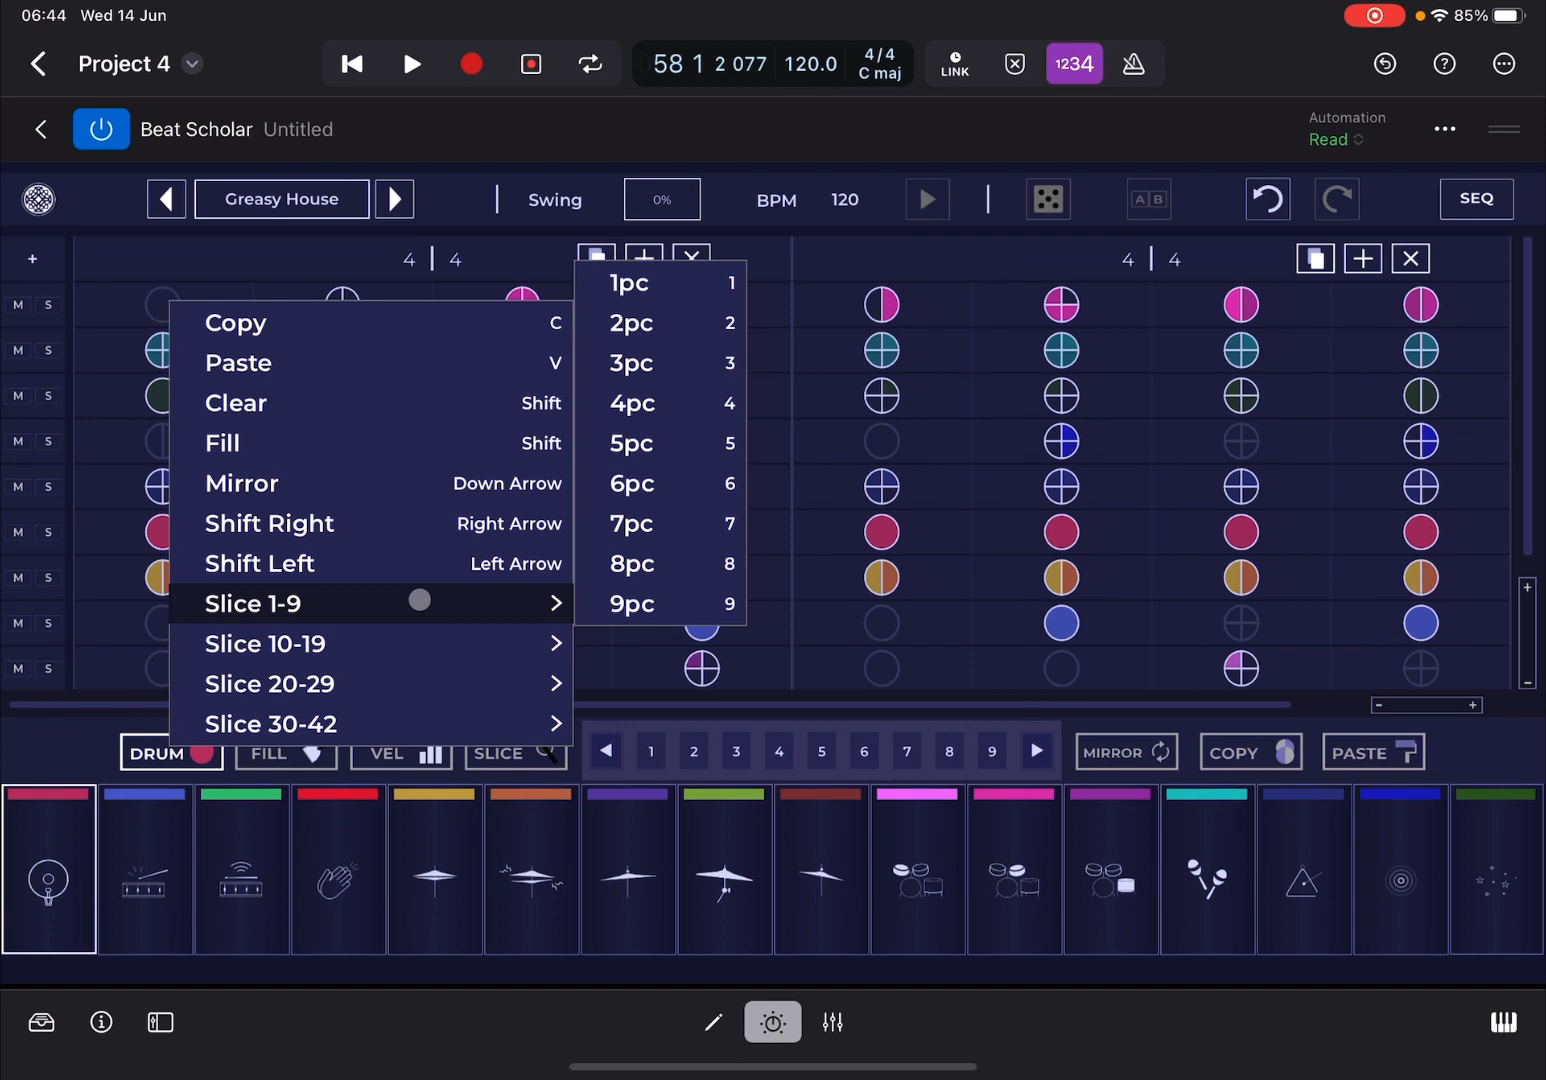 06:44 Wed 14 Jun
85%
Project 4
58 1 2 077 120.0 4/4 C maj
LINK
1234
Beat Scholar Untitled
Automation
Read
Greasy House
Swing 0%
BPM 120
A B
SEQ
+ 4 | 4 4 | 4
M S
M S
M S
M S
M S
M S
M S
M S
M S
Copy C
Paste V
Clear Shift
Fill Shift
Mirror Down Arrow
Shift Right Right Arrow
Shift Left Left Arrow
Slice 1-9 >
Slice 10-19 >
Slice 20-29 >
Slice 30-42 >
1pc 1
2pc 2
3pc 3
4pc 4
5pc 5
6pc 6
7pc 7
8pc 8
9pc 9
+
-
- +
DRUM FILL VEL SLICE 1 2 3 4 5 6 7 8 9 MIRROR COPY PASTE